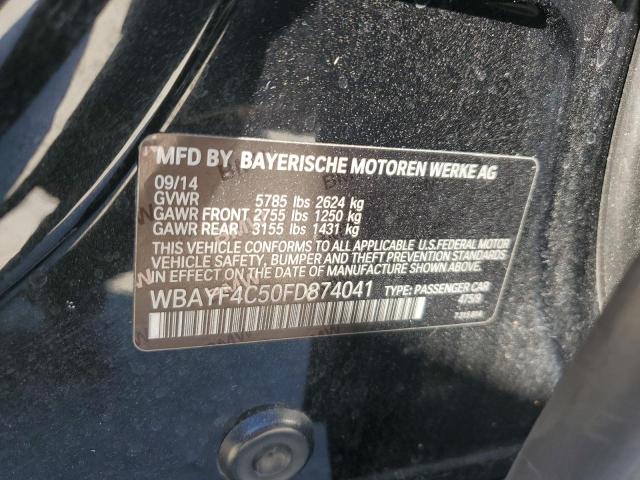 MFD BY BAYERISCHE MOTOREN WERKE AG
09/14
GVWR 5785 lbs 2624 kg
GAWR FRONT 2755 lbs 1250 kg
GAWR REAR 3155 lbs 1431 kg
THIS VEHICLE CONFORMS TO ALL APPLICABLE U.S.FEDERAL MOTOR
VEHICLE SAFETY, BUMPER AND THEFT PREVENTION STANDARDS
IN EFFECT ON THE DATE OF MANUFACTURE SHOWN ABOVE.
WBAYF4C50FD874041 TYPE: PASSENGER CAR
475|9